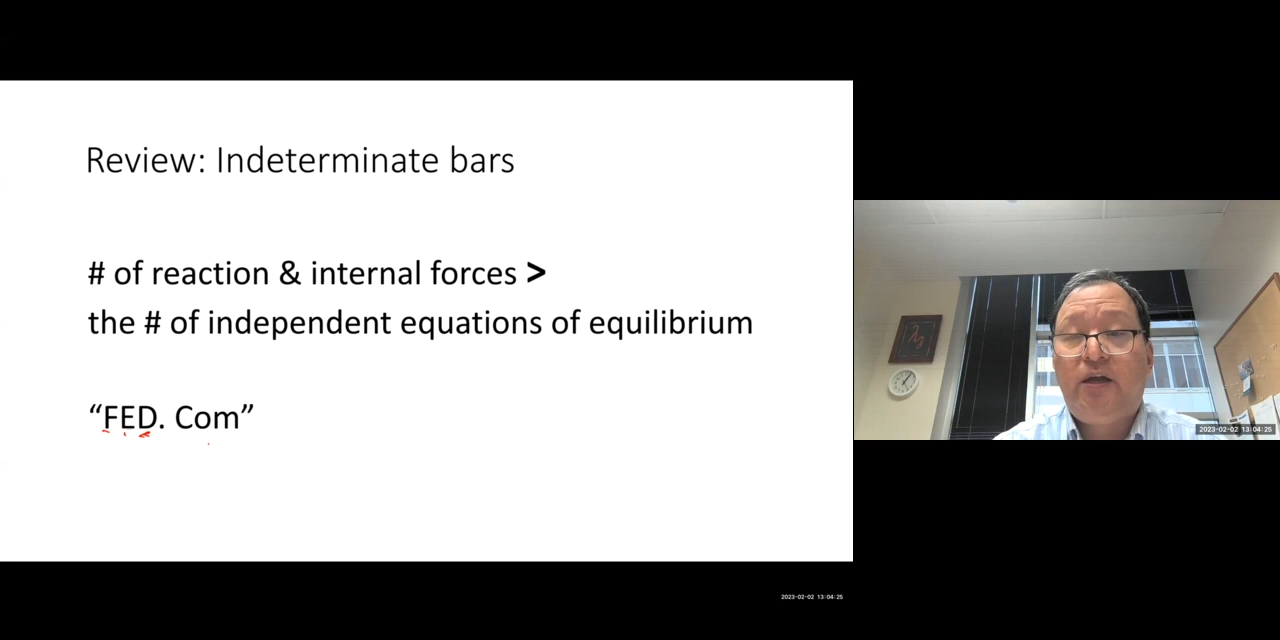 Review: Indeterminate bars
# of reaction & internal forces >
the # of independent equations of equilibrium
“FED. Com”
2023-02-02 13:04:25
2023-02-02 13:04:25